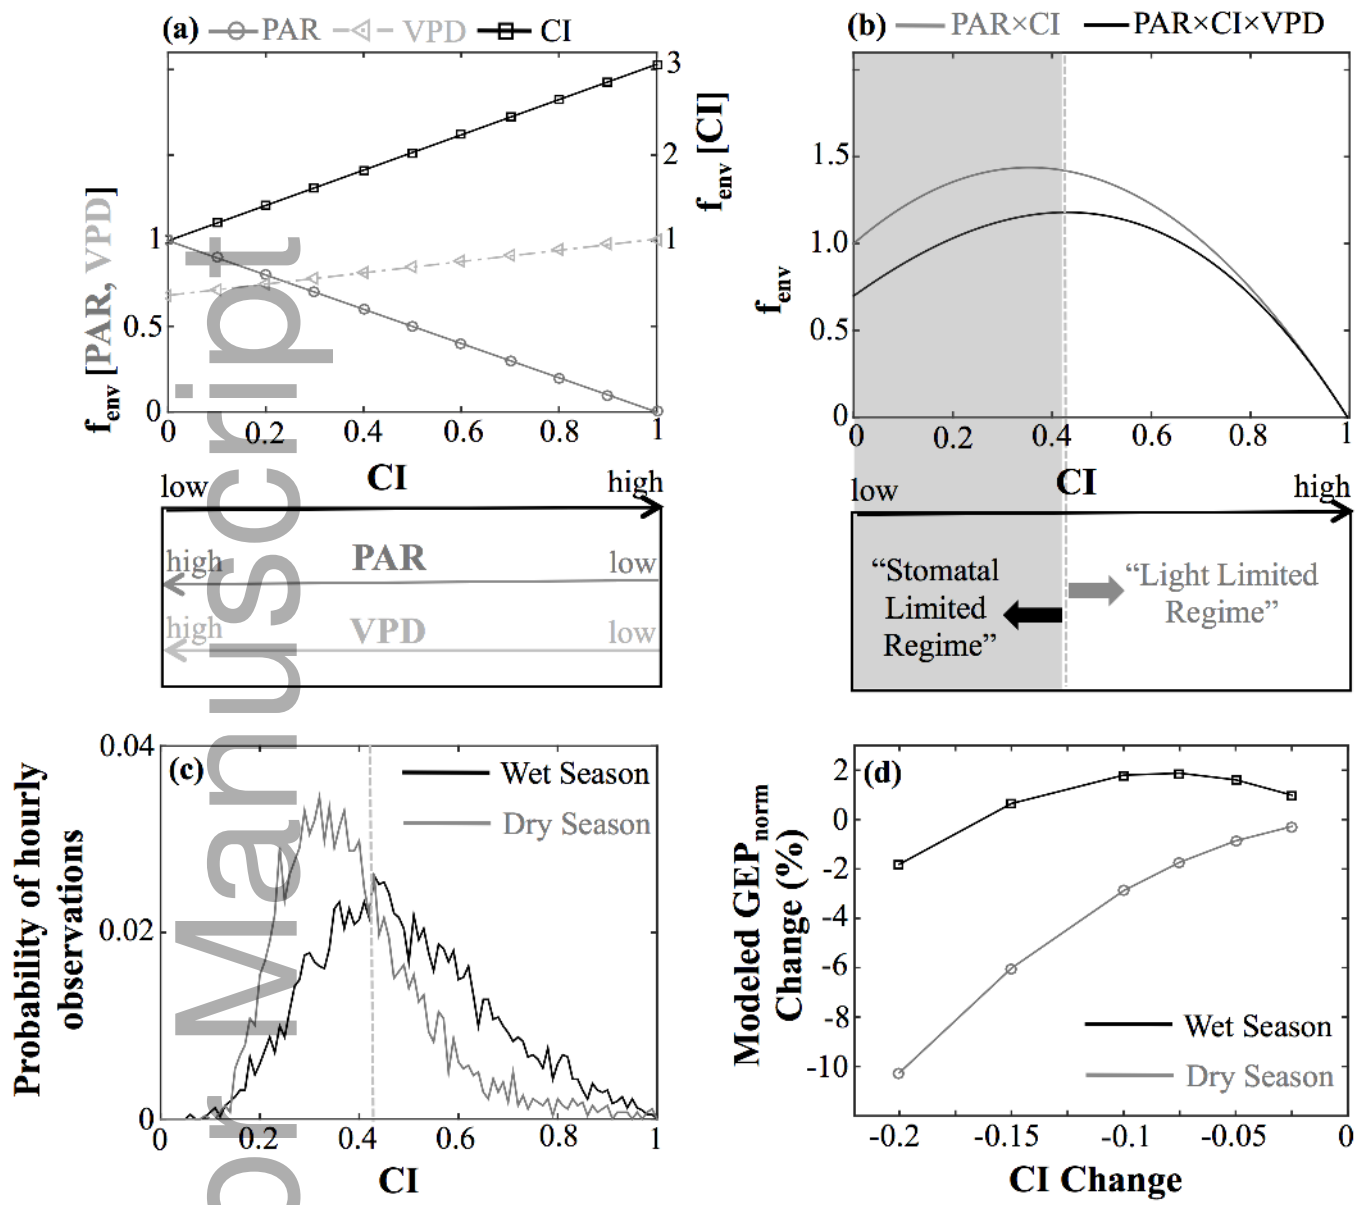 (a) PAR VPD CI
f_env [PAR, VPD]
1
0.5
0
3
2
1
f_env [CI]
0 0.2 0.4 0.6 0.8 1
CI
low high
high PAR low
high VPD low
(b) PAR×CI PAR×CI×VPD
f_env
1.5
1.0
0.5
0
0 0.2 0.4 0.6 0.8 1
CI
low high
“Stomatal
Limited
Regime”
“Light Limited
Regime”
(c)
Wet Season
Dry Season
Probability of hourly
observations
0.04
0.02
0
0.2 0.4 0.6 0.8 1
CI
(d)
Modeled GEP_norm
Change (%)
2
0
-2
-4
-6
-8
-10
Wet Season
Dry Season
-0.2 -0.15 -0.1 -0.05 0
CI Change
r Manuscript